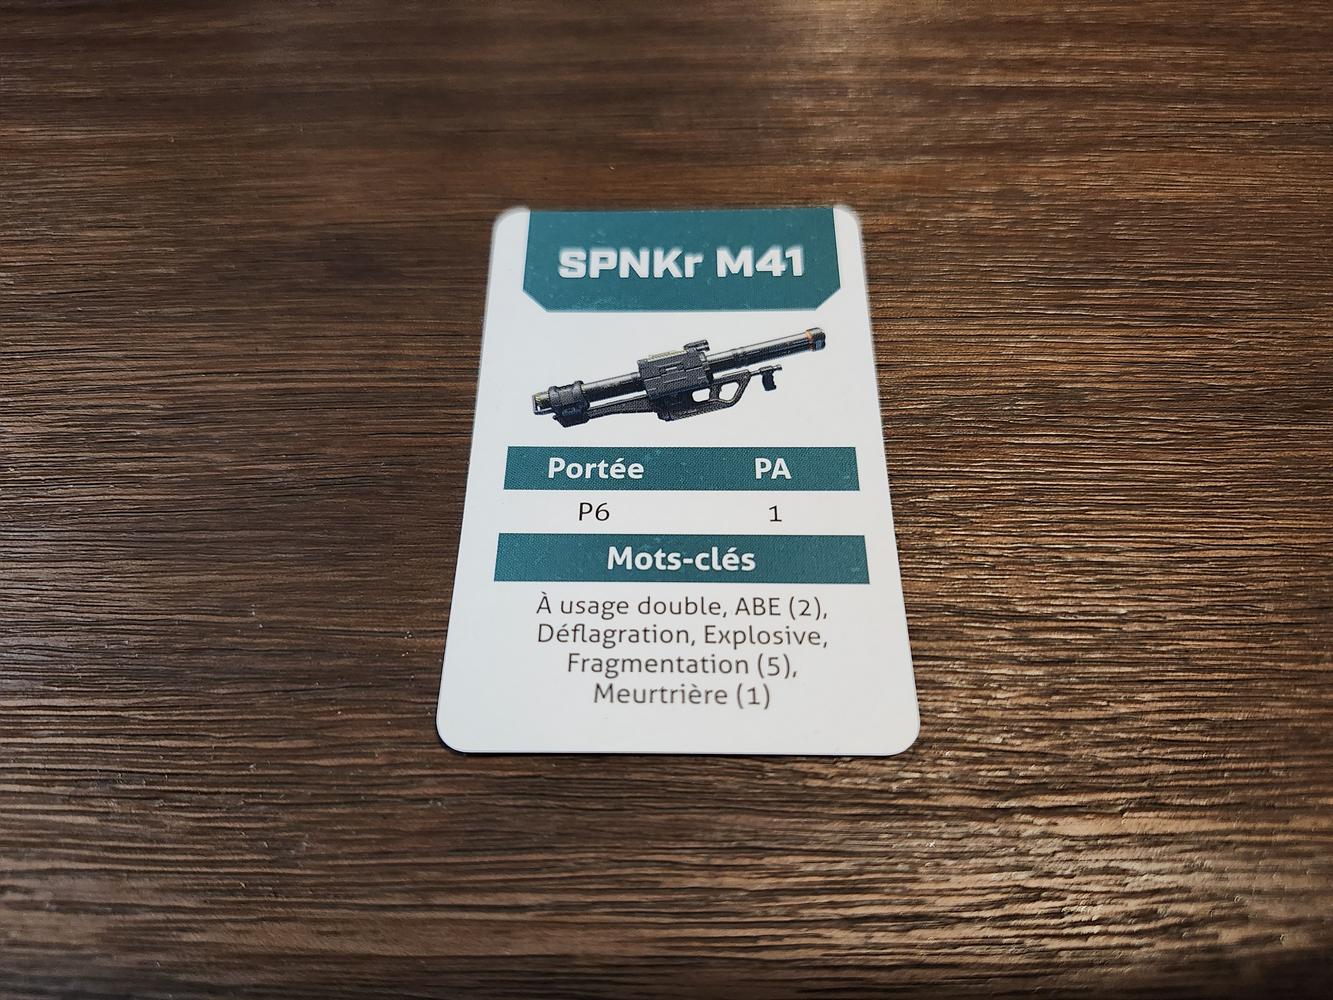 SPNKr M41
Portée PA
P6 1
Mots-clés
À usage double, ABE (2),
Déflagration, Explosive,
Fragmentation (5),
Meurtrière (1)